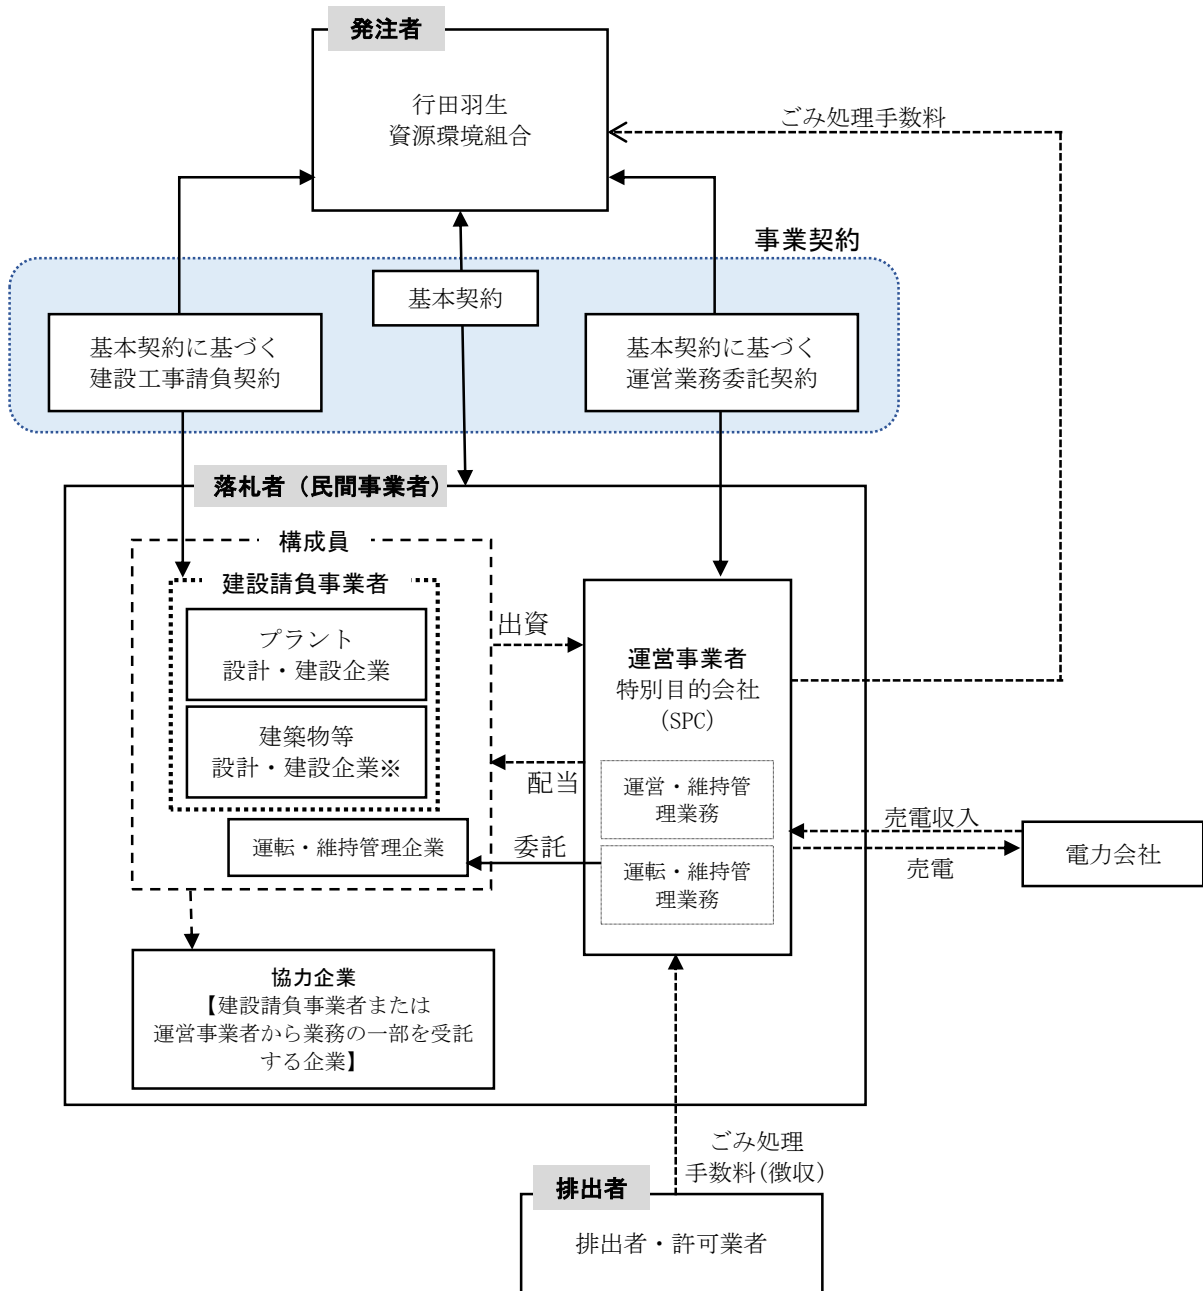 発注者
行田羽生
資源環境組合
ごみ処理手数料
事業契約
基本契約
基本契約に基づく
建設工事請負契約
基本契約に基づく
運営業務委託契約
落札者（民間事業者）
構成員
建設請負事業者
プラント
設計・建設企業
建築物等
設計・建設企業※
運転・維持管理企業
出資
配当
委託
運営事業者
特別目的会社
(SPC)
運営・維持管
理業務
運転・維持管
理業務
売電収入
売電
電力会社
協力企業
【建設請負事業者または
運営事業者から業務の一部を受託
する企業】
ごみ処理
手数料(徴収)
排出者
排出者・許可業者